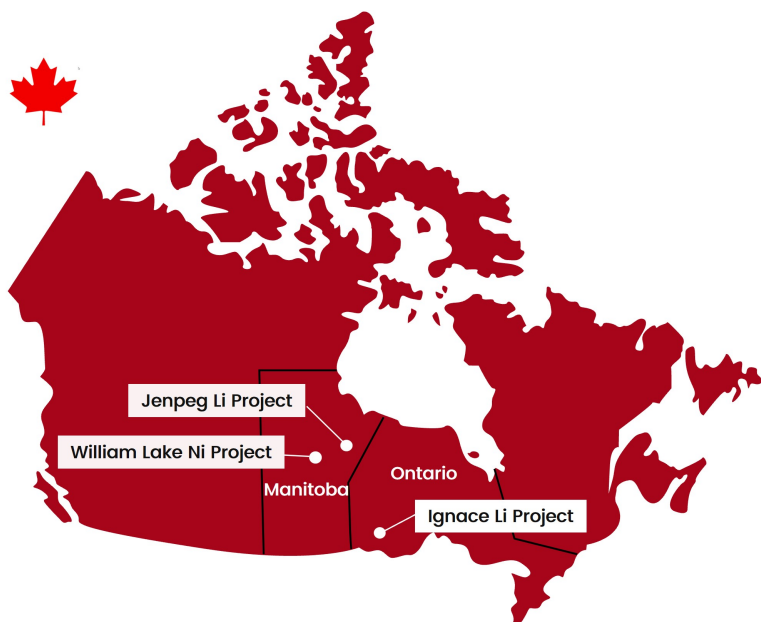 Jenpeg Li Project
William Lake Ni Project
Manitoba
Ontario
Ignace Li Project